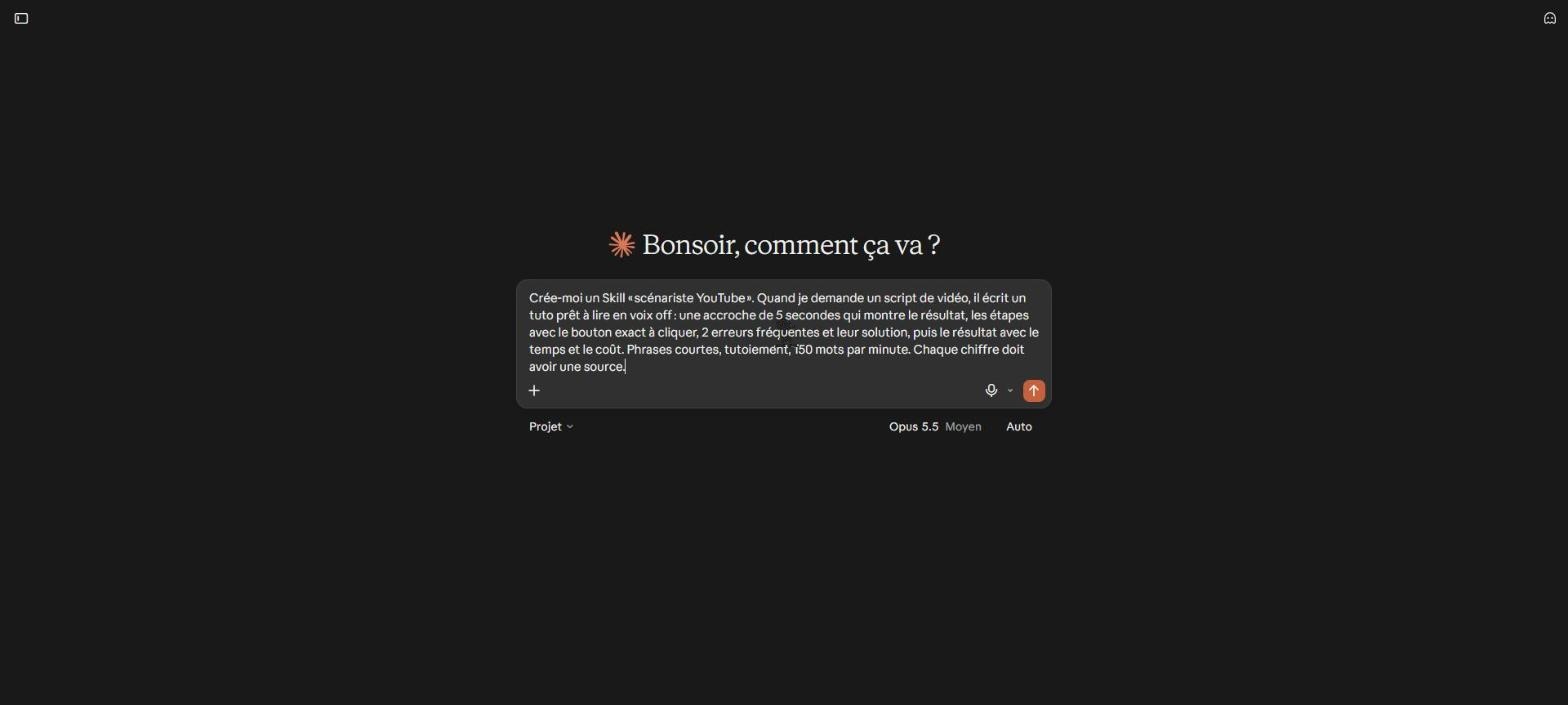 Bonsoir, comment ça va ?
Crée-moi un Skill «scénariste YouTube». Quand je demande un script de vidéo, il écrit un
tuto prêt à lire en voix off : une accroche de 5 secondes qui montre le résultat, les étapes
avec le bouton exact à cliquer, 2 erreurs fréquentes et leur solution, puis le résultat avec le
temps et le coût. Phrases courtes, tutoiement, 150 mots par minute. Chaque chiffre doit
avoir une source.
Projet
Opus 5.5 Moyen Auto